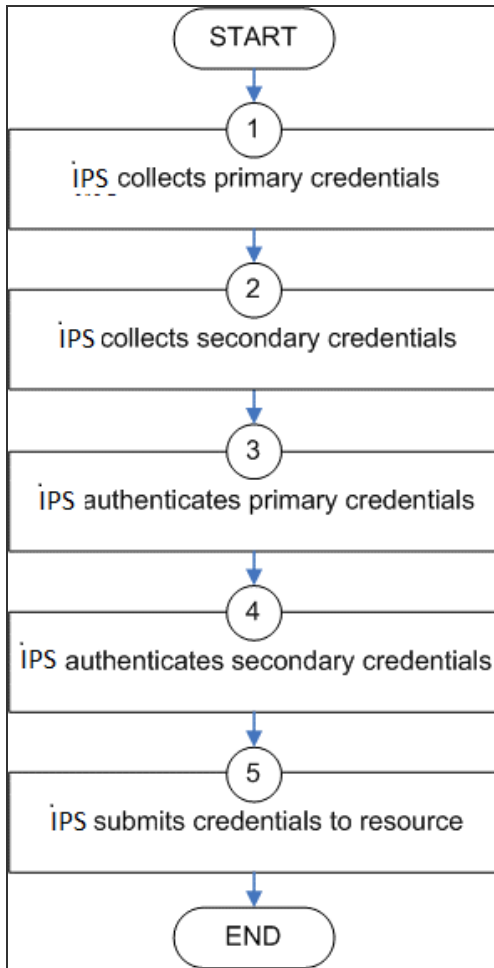 START
1
iPS collects primary credentials
2
iPS collects secondary credentials
3
iPS authenticates primary credentials
4
iPS authenticates secondary credentials
5
iPS submits credentials to resource
END